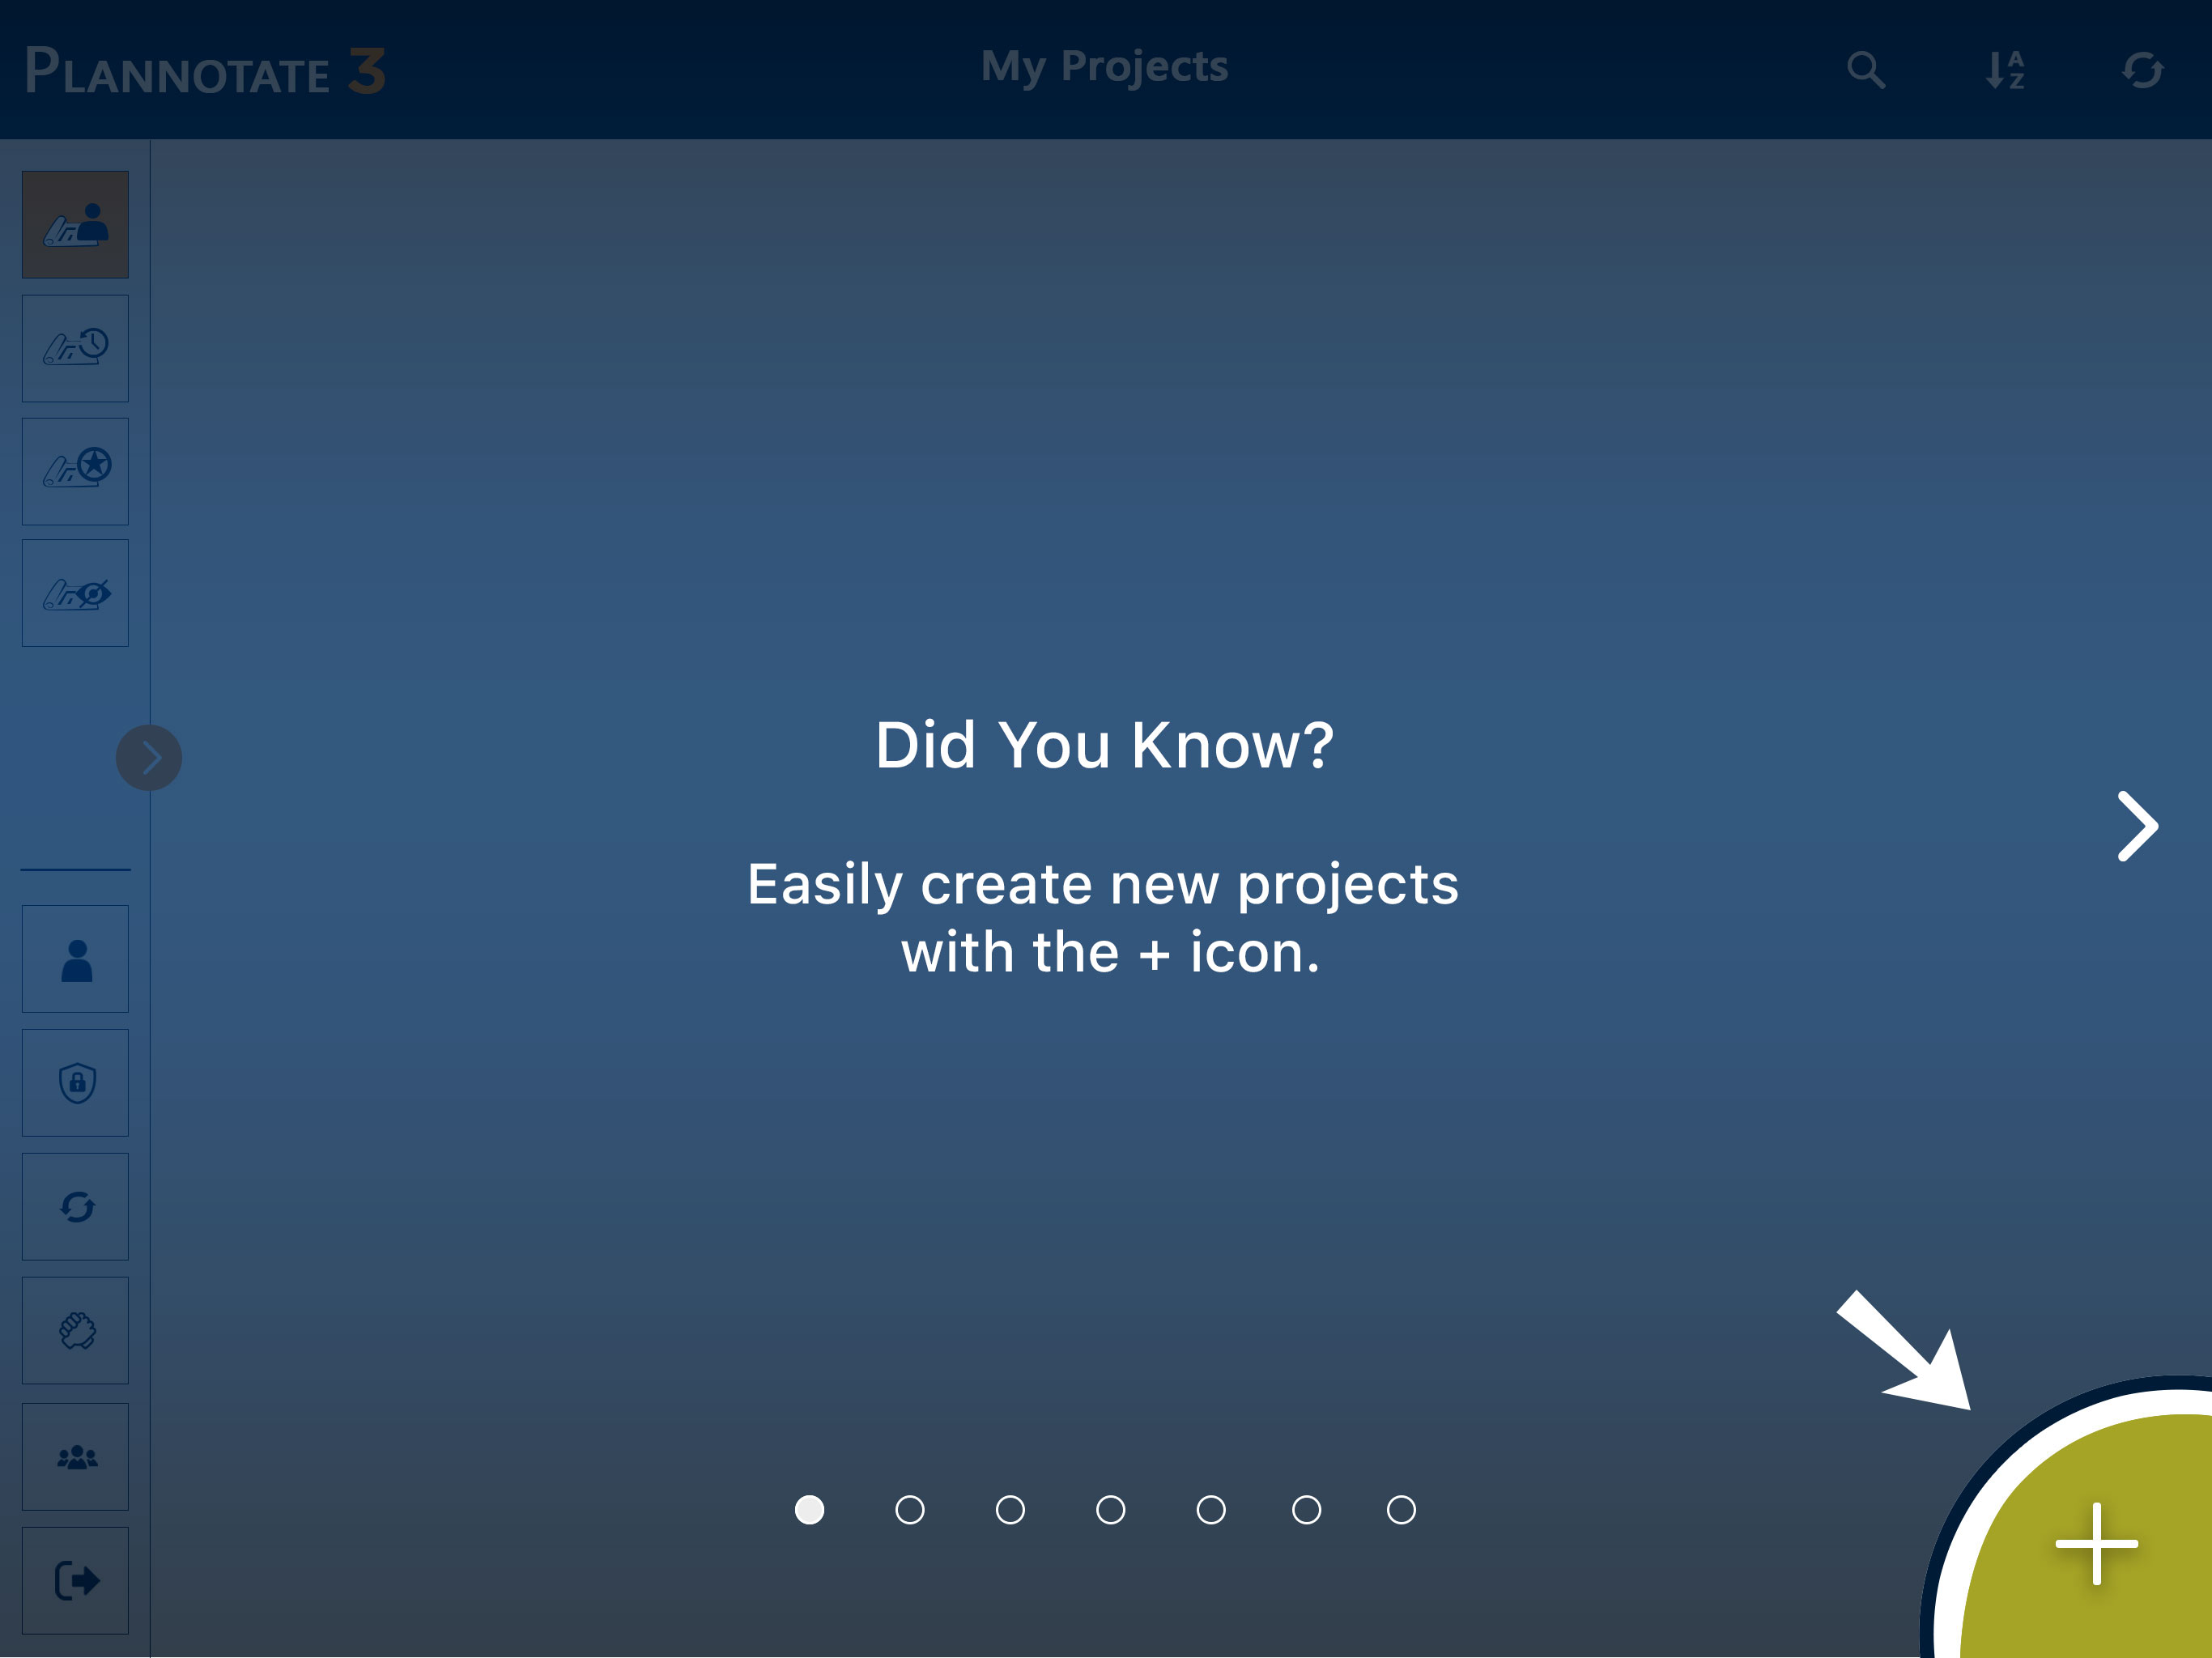 PLANNOTATE 3
My Projects
A
Z
Did You Know?
Easily create new projects
with the + icon.